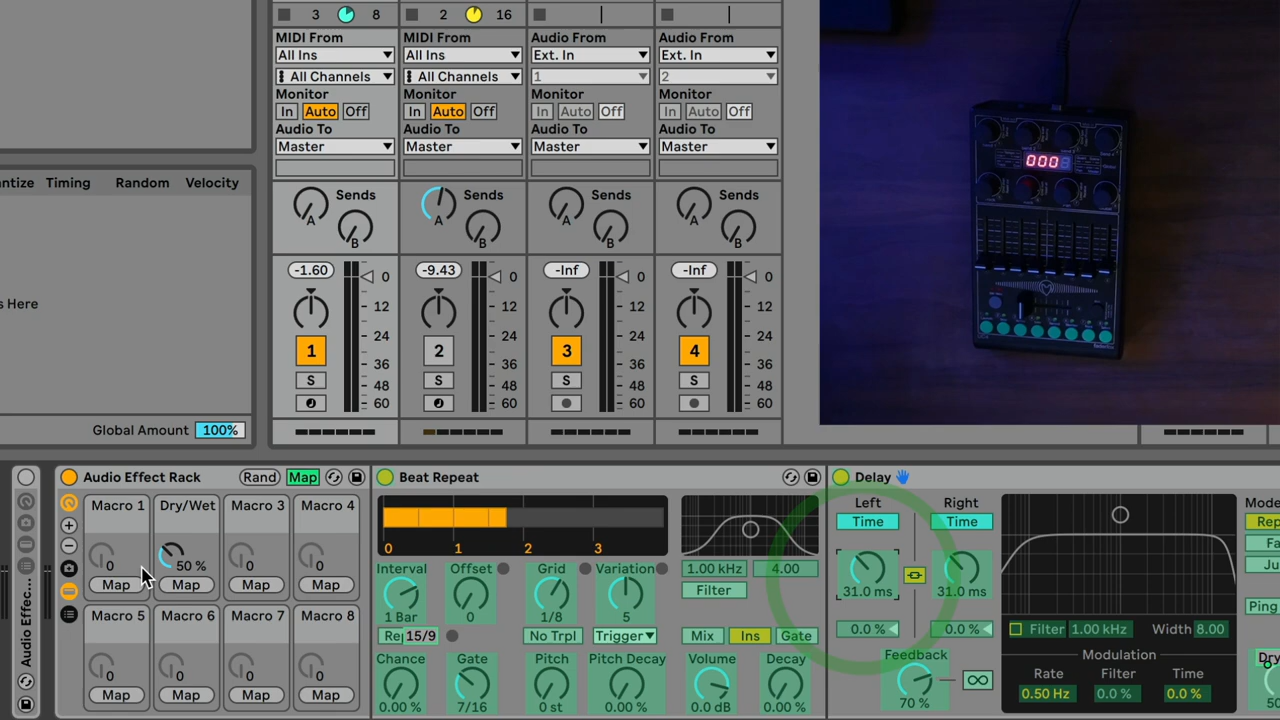 3 8 2 16
MIDI From MIDI From Audio From Audio From
All Ins All Ins Ext. In Ext. In
All Channels All Channels 1 2
Monitor Monitor Monitor Monitor
In Auto Off In Auto Off In Auto Off In Auto Off
Audio To Audio To Audio To Audio To
Master Master Master Master
000
ntize Timing Random Velocity
Sends Sends Sends Sends
A A A A
B B B B
-1.60 0 -9.43 0 -Inf 0 -Inf 0
12 12 12 12
s Here
24 24 24 24
1 2 3 4
36 36 36 36
S 48 S 48 S 48 S 48
60 60 60 60
Global Amount 100%
Audio Effect Rack Rand Map
Macro 1 Dry/Wet Macro 3 Macro 4
0 50 % 0 0
Map Map Map Map
Macro 5 Macro 6 Macro 7 Macro 8
0 0 0 0
Map Map Map Map
Audio Effec...
Beat Repeat
0 1 2 3
1.00 kHz 4.00
Filter
Interval Offset Grid Variation
1 Bar 0 1/8 5
15/9 No Trpl Trigger Mix Ins Gate
Chance Gate Pitch Pitch Decay Volume Decay
0.00 % 7/16 0 st 0.00 % 0.0 dB 0.00 %
Delay
Left Right
Time Time
31.0 ms 31.0 ms
0.0 % 0.0 %
Feedback
70 %
Filter 1.00 kHz Width 8.00
Modulation
Rate Filter Time
0.50 Hz 0.0 % 0.0 %
Mode
Rep
Fa
Ju
Ping
Dry
50